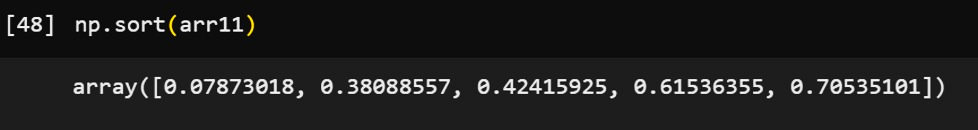 [48] np.sort(arr11)
array([0.07873018, 0.38088557, 0.42415925, 0.61536355, 0.70535101])